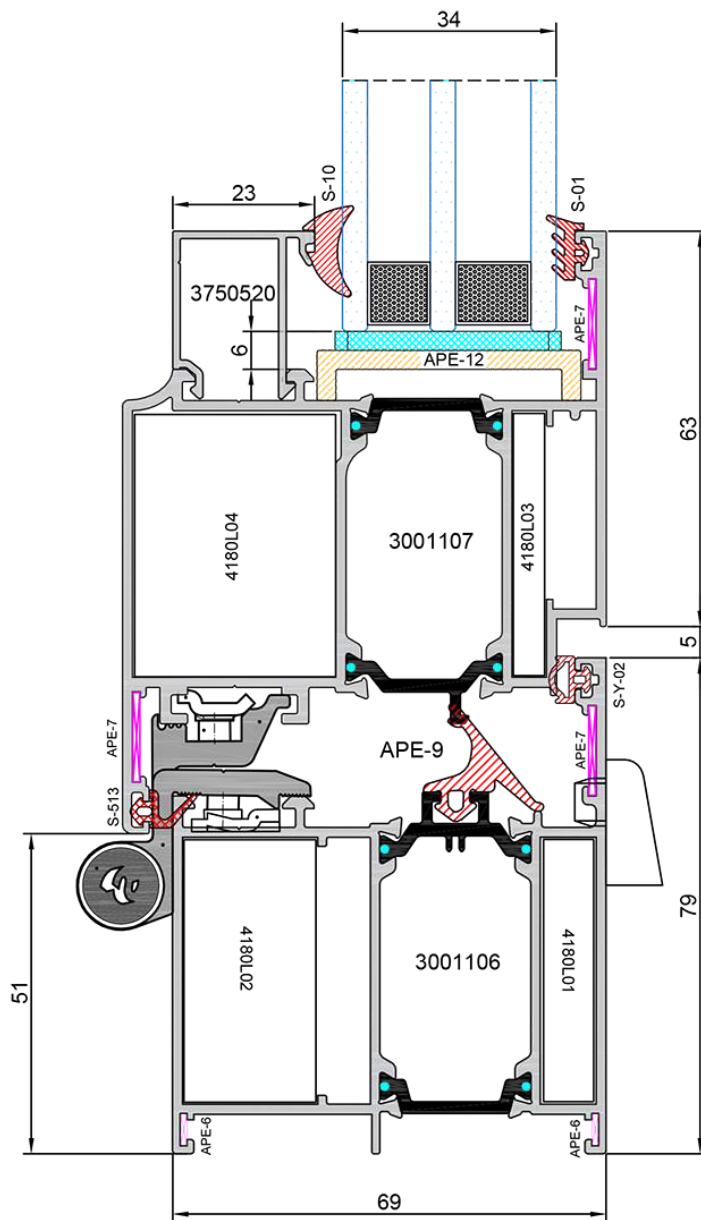 34
S-10
S-01
23
3750520
APE-7
6
APE-12
63
4180L04
3001107
4180L03
5
S-Y-02
APE-7
APE-9
APE-7
S-513
79
51
4180L02
3001106
4180L01
APE-6
APE-6
69